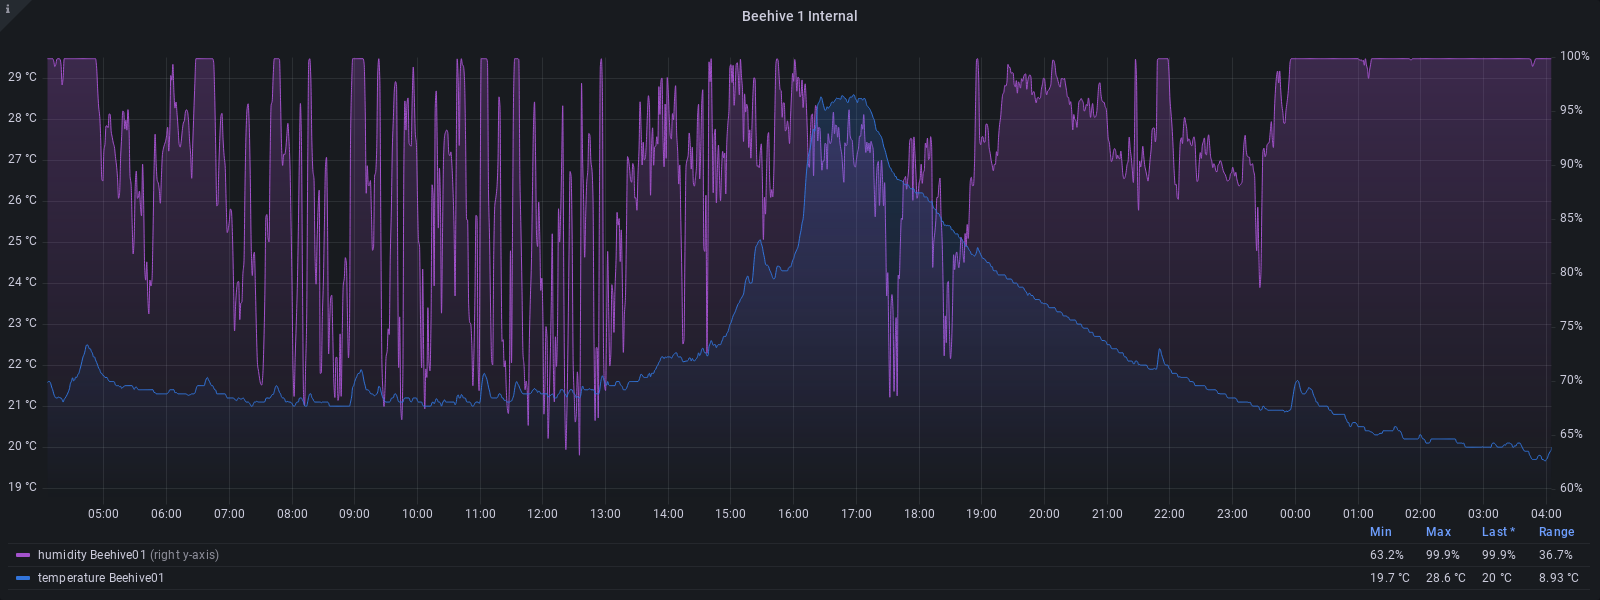 i
Beehive 1 Internal
29 °C
28 °C
27 °C
26 °C
25 °C
24 °C
23 °C
22 °C
21 °C
20 °C
19 °C
100%
95%
90%
85%
80%
75%
70%
65%
60%
05:00 06:00 07:00 08:00 09:00 10:00 11:00 12:00 13:00 14:00 15:00 16:00 17:00 18:00 19:00 20:00 21:00 22:00 23:00 00:00 01:00 02:00 03:00 04:00
Min Max Last * Range
humidity Beehive01 (right y-axis) 63.2% 99.9% 99.9% 36.7%
temperature Beehive01 19.7 °C 28.6 °C 20 °C 8.93 °C